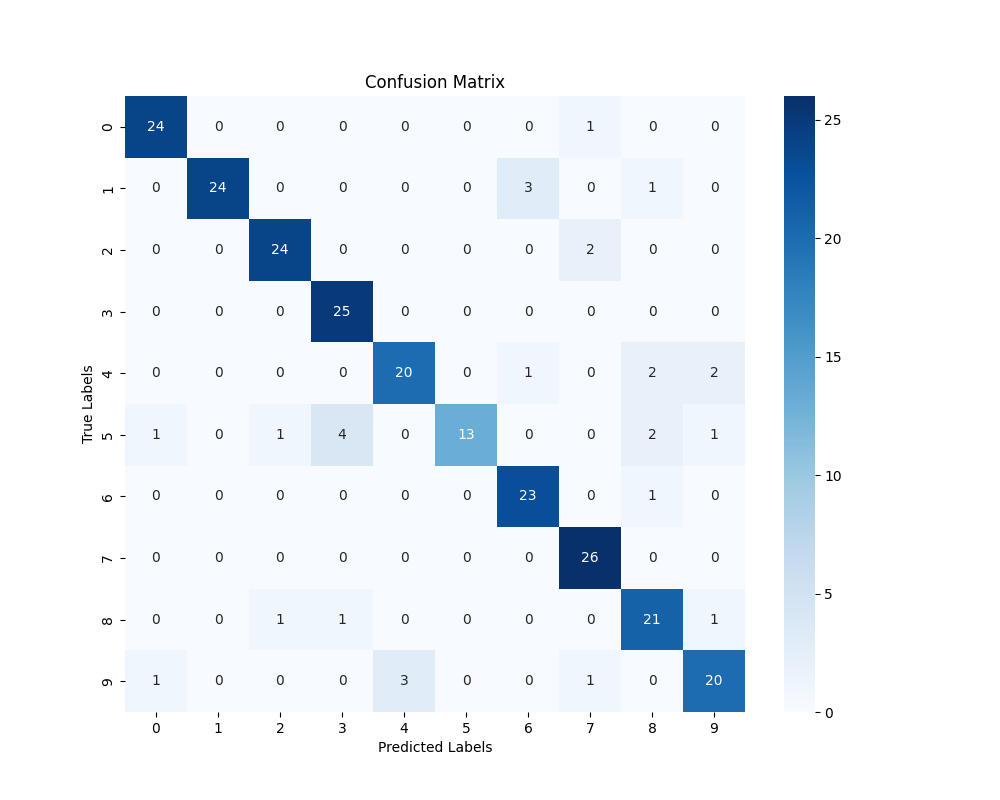 Confusion Matrix
0 24 0 0 0 0 0 0 1 0 0
1 0 24 0 0 0 0 3 0 1 0
2 0 0 24 0 0 0 0 2 0 0
3 0 0 0 25 0 0 0 0 0 0
4 0 0 0 0 20 0 1 0 2 2
5 1 0 1 4 0 13 0 0 2 1
6 0 0 0 0 0 0 23 0 1 0
7 0 0 0 0 0 0 0 26 0 0
8 0 0 1 1 0 0 0 0 21 1
9 1 0 0 0 3 0 0 1 0 20
0 1 2 3 4 5 6 7 8 9
Predicted Labels
True Labels
25
20
15
10
5
0